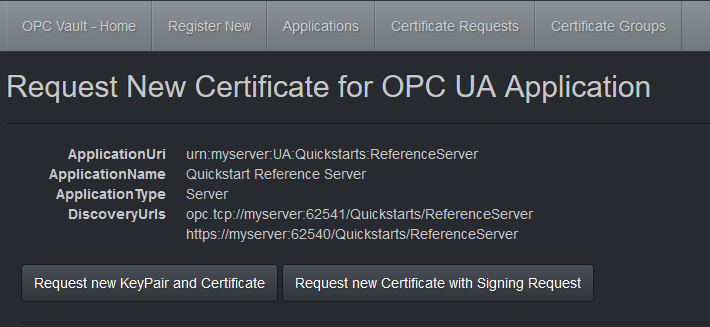 OPC Vault - Home Register New Applications Certificate Requests Certificate Groups
Request New Certificate for OPC UA Application
ApplicationUri urn:myserver:UA:Quickstarts:ReferenceServer
ApplicationName Quickstart Reference Server
ApplicationType Server
DiscoveryUrls opc.tcp://myserver:62541/Quickstarts/ReferenceServer
https://myserver:62540/Quickstarts/ReferenceServer
Request new KeyPair and Certificate Request new Certificate with Signing Request